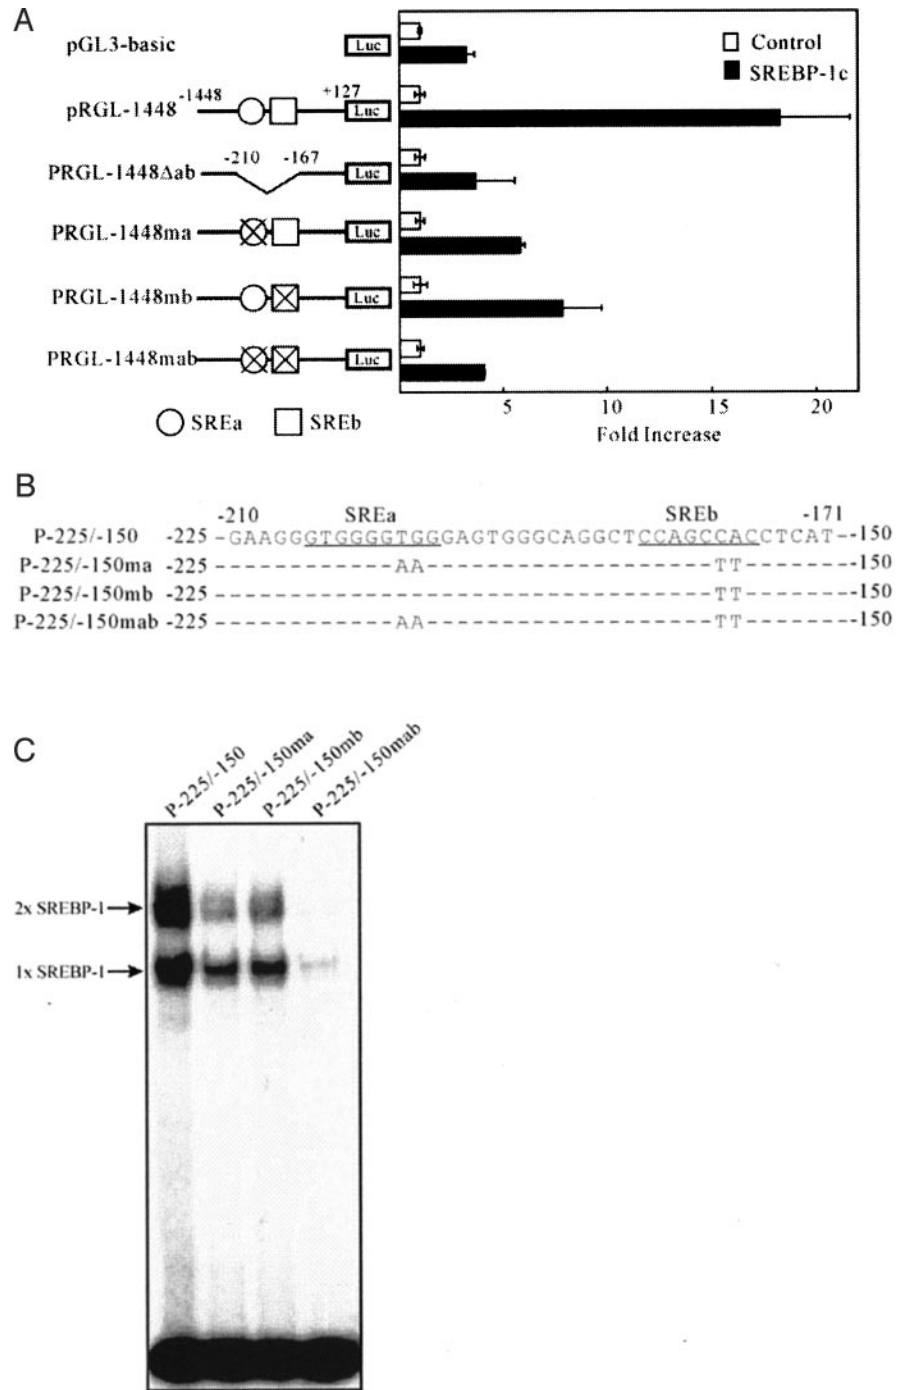 A
pGL3-basic
Luc
Control
SREBP-1c
pRGL-1448
-1448
+127
Luc
PRGL-1448Δab
-210
-167
Luc
PRGL-1448ma
Luc
PRGL-1448mb
Luc
PRGL-1448mab
Luc
SREa
SREb
5 10 15 20
Fold Increase
B
-210 SREa SREb -171
P-225/-150 -225 -GAAGGGTGGGGTGGGAGTGGGCAGGCTCCAGCCACCTCAT--150
P-225/-150ma -225 -----------AA-----------------TT-------150
P-225/-150mb -225 ------------------------------TT-------150
P-225/-150mab -225 -----------AA-----------------TT-------150
C
P-225/-150
P-225/-150ma
P-225/-150mb
P-225/-150mab
2x SREBP-1
1x SREBP-1